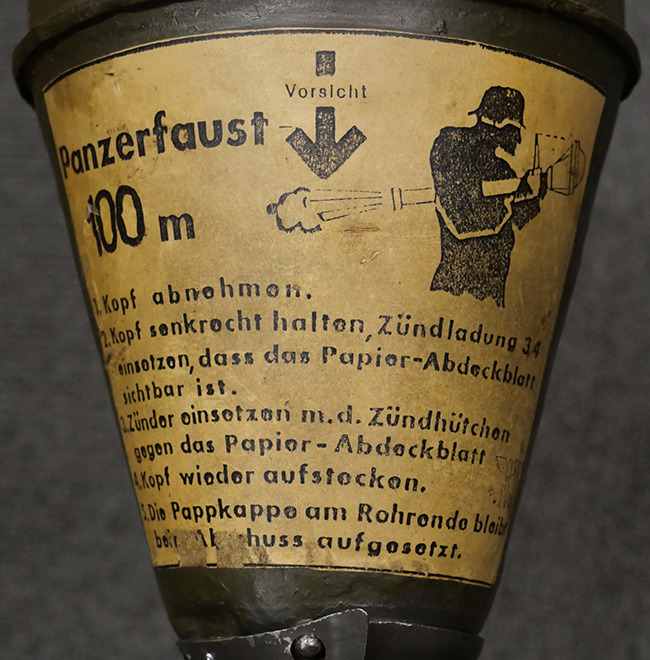 Vorsicht
Panzerfaust
100 m
1. Kopf abnehmen.
2. Kopf senkrecht halten, Zündladung 34
einsetzen, dass das Papier-Abdeckblatt
sichtbar ist.
3. Zünder einsetzen m.d. Zündhütchen
gegen das Papier-Abdeckblatt
4. Kopf wieder aufstecken.
5. Die Pappkappe am Rohrende bleibt
beim Abschuss aufgesetzt.